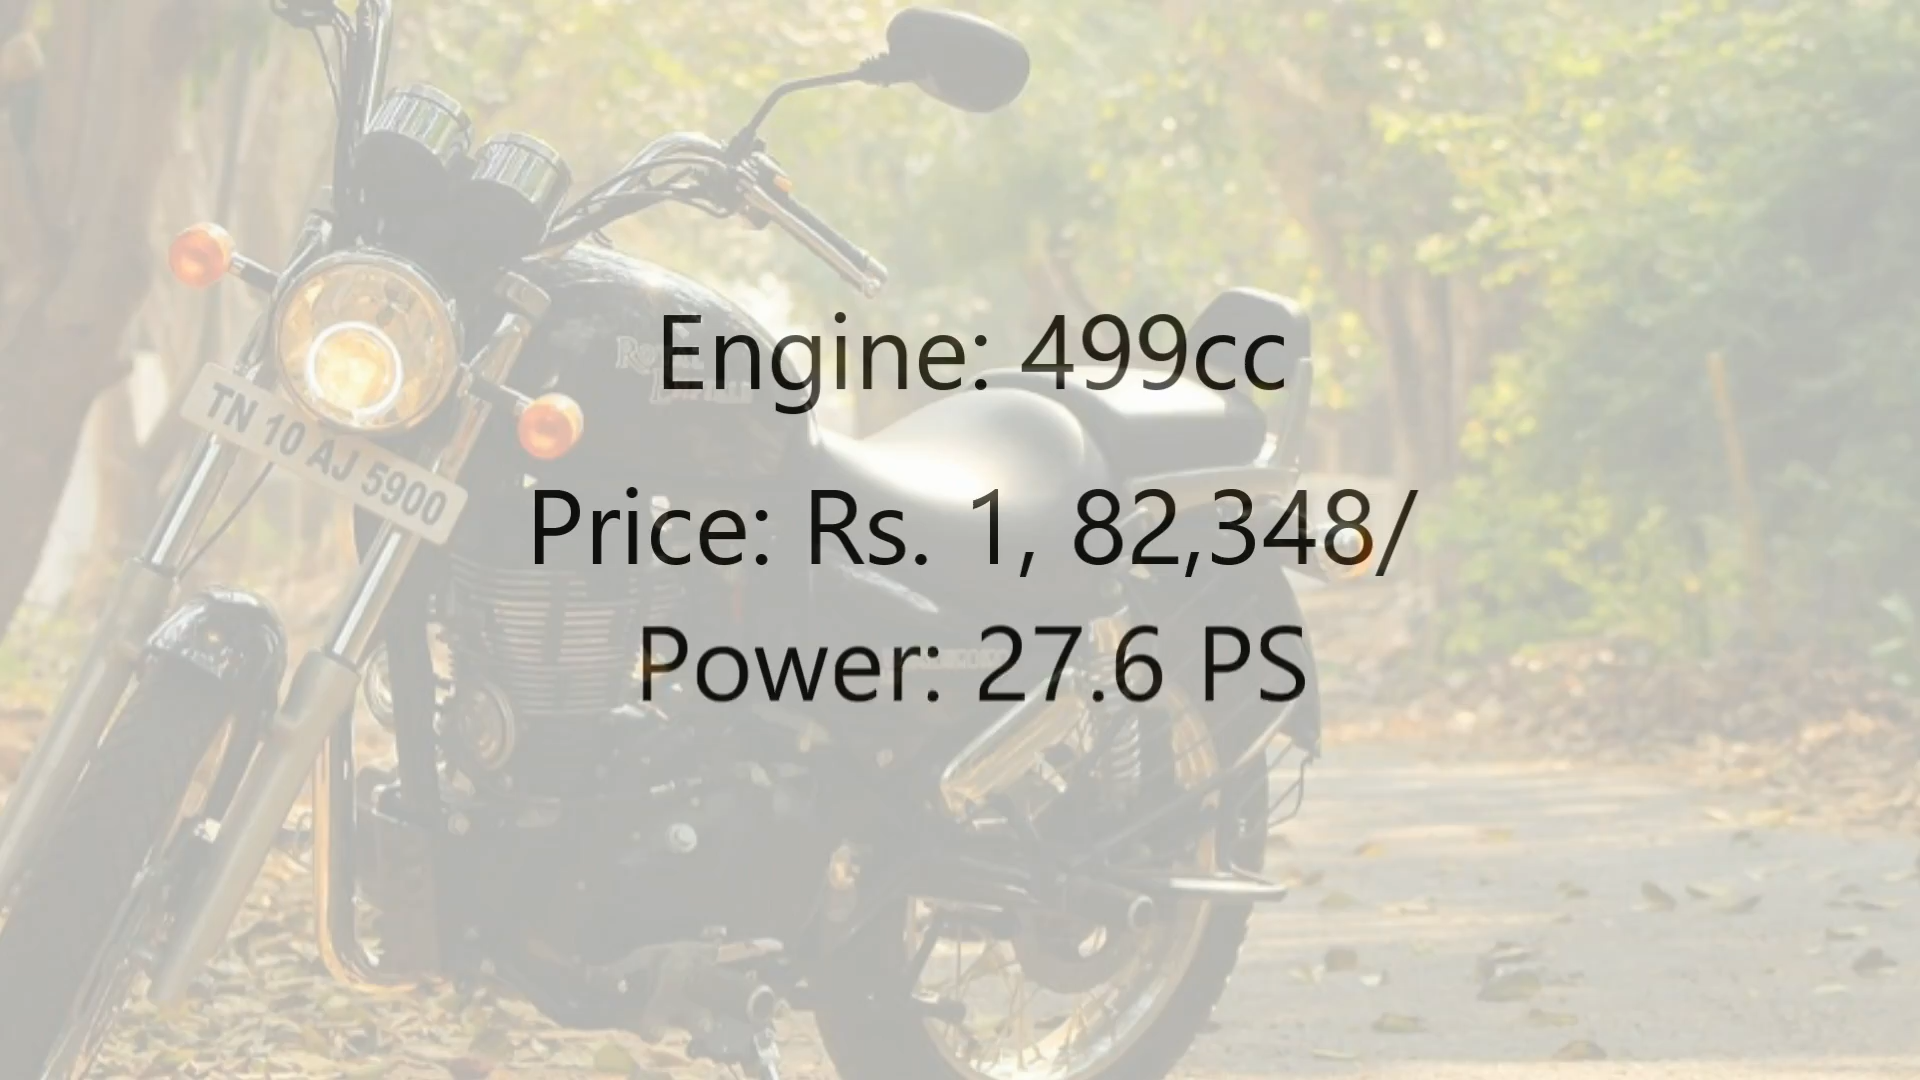 Engine: 499cc
Price: Rs. 1, 82,348/
Power: 27.6 PS
TN 10 AJ 5900